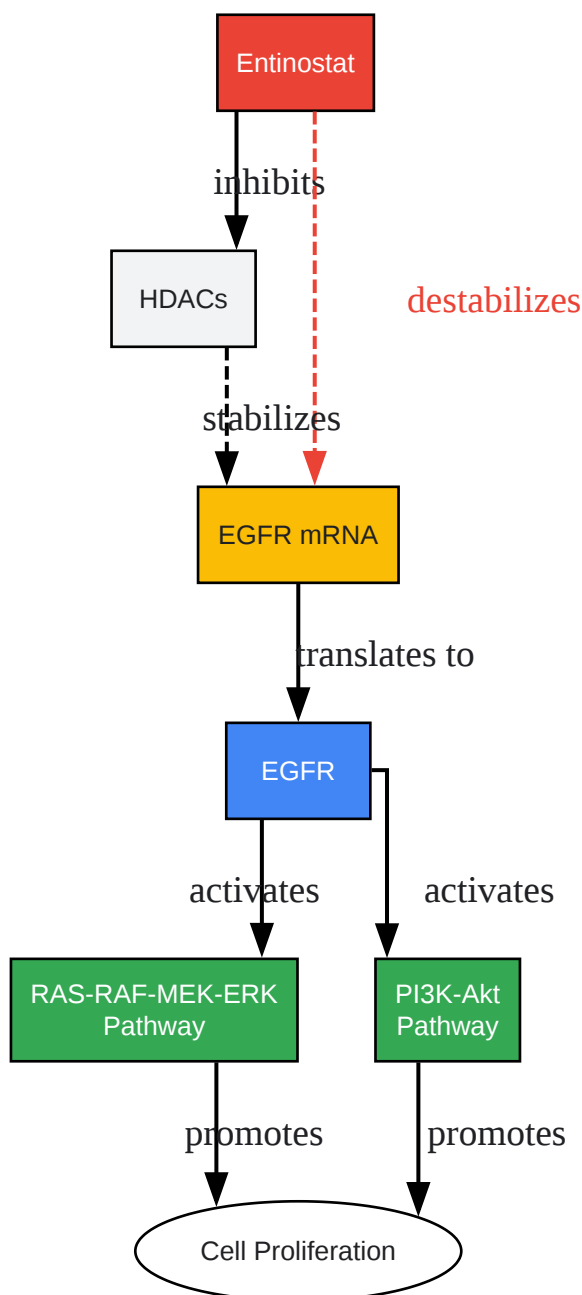 Entinostat
inhibits
HDACs
destabilizes
stabilizes
EGFR mRNA
translates to
EGFR
activates
activates
RAS-RAF-MEK-ERK
Pathway
PI3K-Akt
Pathway
promotes
promotes
Cell Proliferation